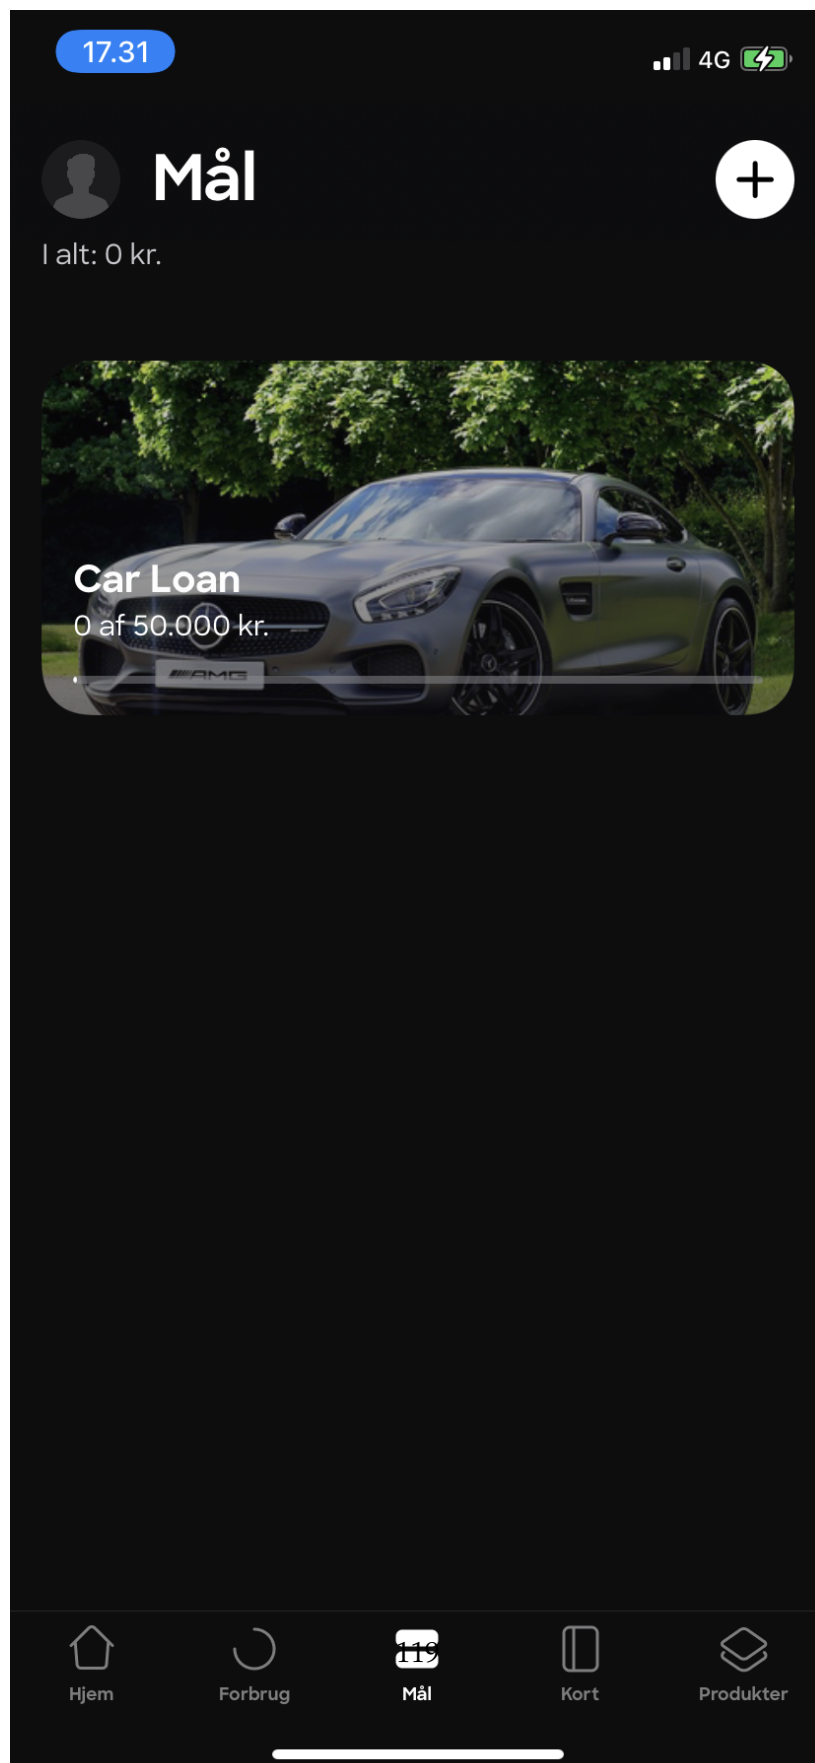 17.31
4G
Mål
I alt: 0 kr.
Car Loan
0 af 50.000 kr.
AMG
119
Hjem
Forbrug
Mål
Kort
Produkter